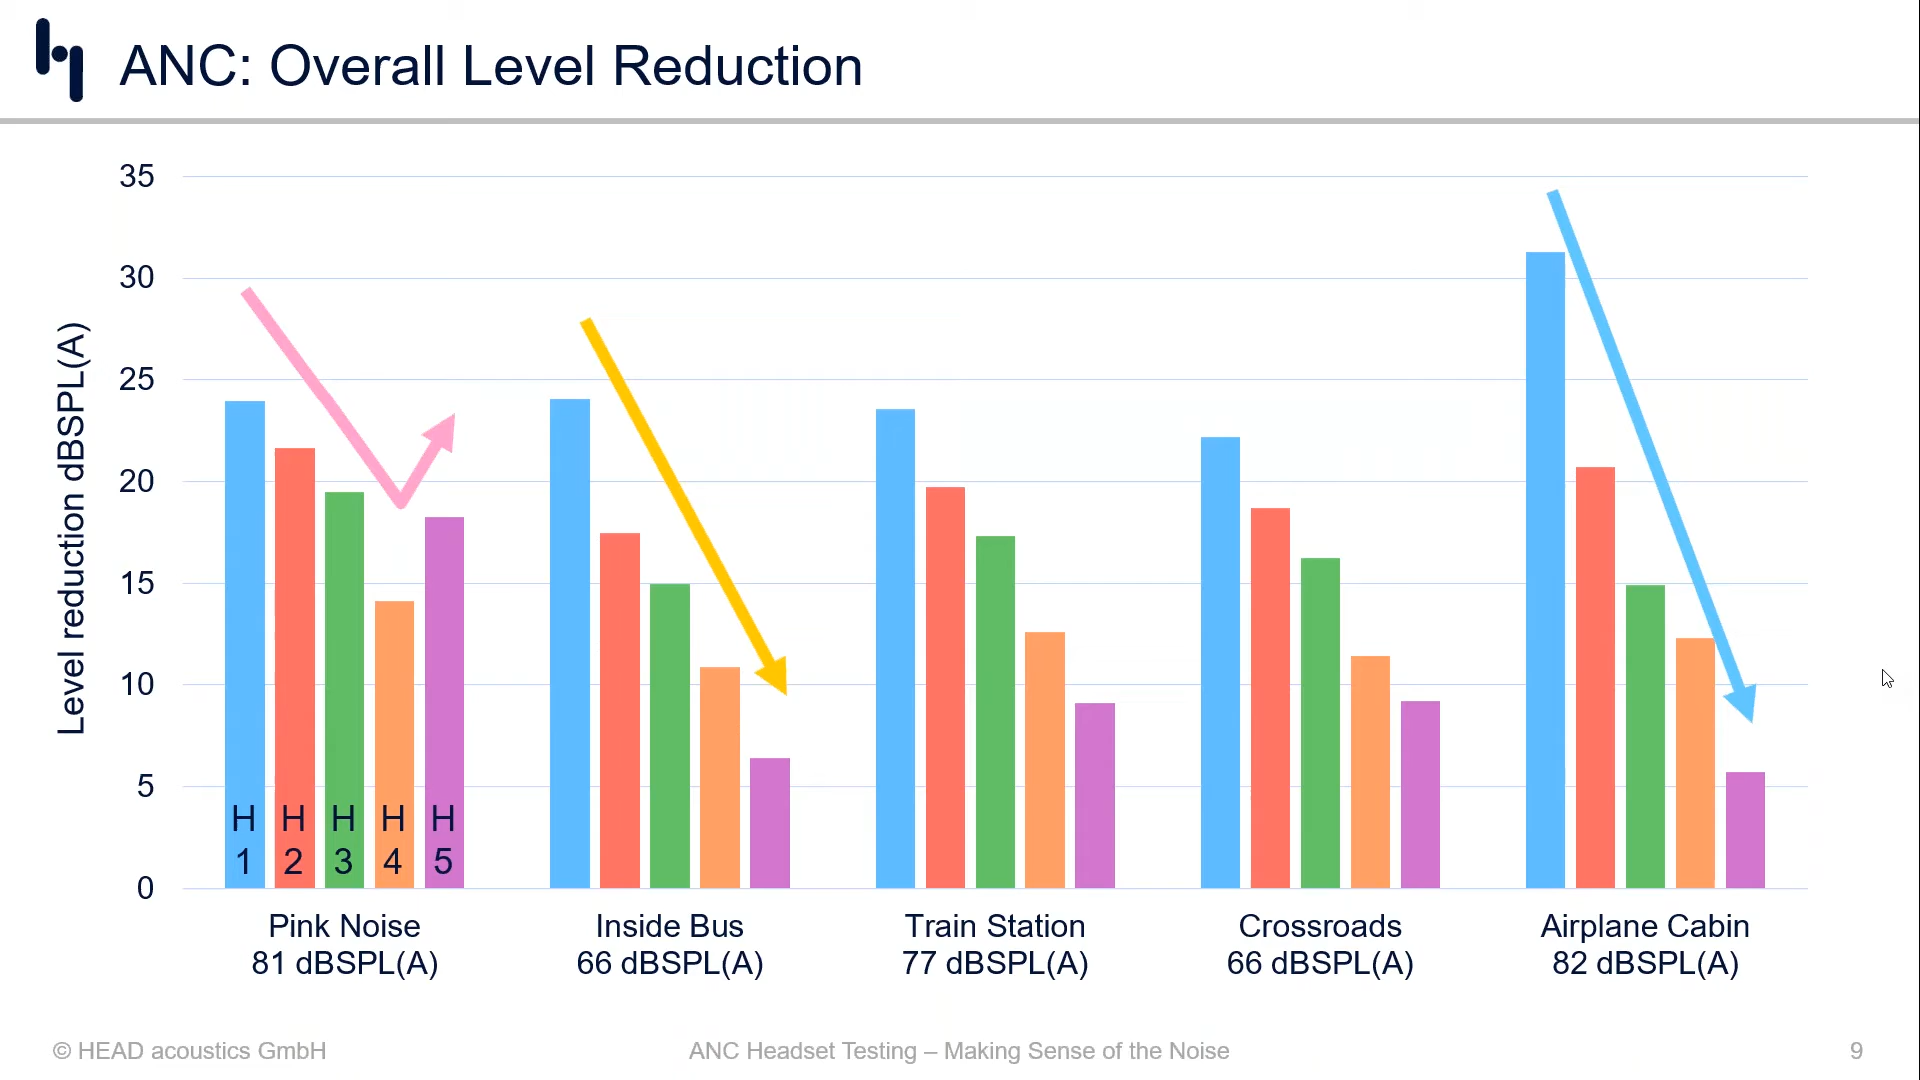 ANC: Overall Level Reduction
Level reduction dBSPL(A)
35
30
25
20
15
10
5
0
H H H H H
1 2 3 4 5
Pink Noise Inside Bus Train Station Crossroads Airplane Cabin
81 dBSPL(A) 66 dBSPL(A) 77 dBSPL(A) 66 dBSPL(A) 82 dBSPL(A)
© HEAD acoustics GmbH ANC Headset Testing – Making Sense of the Noise 9